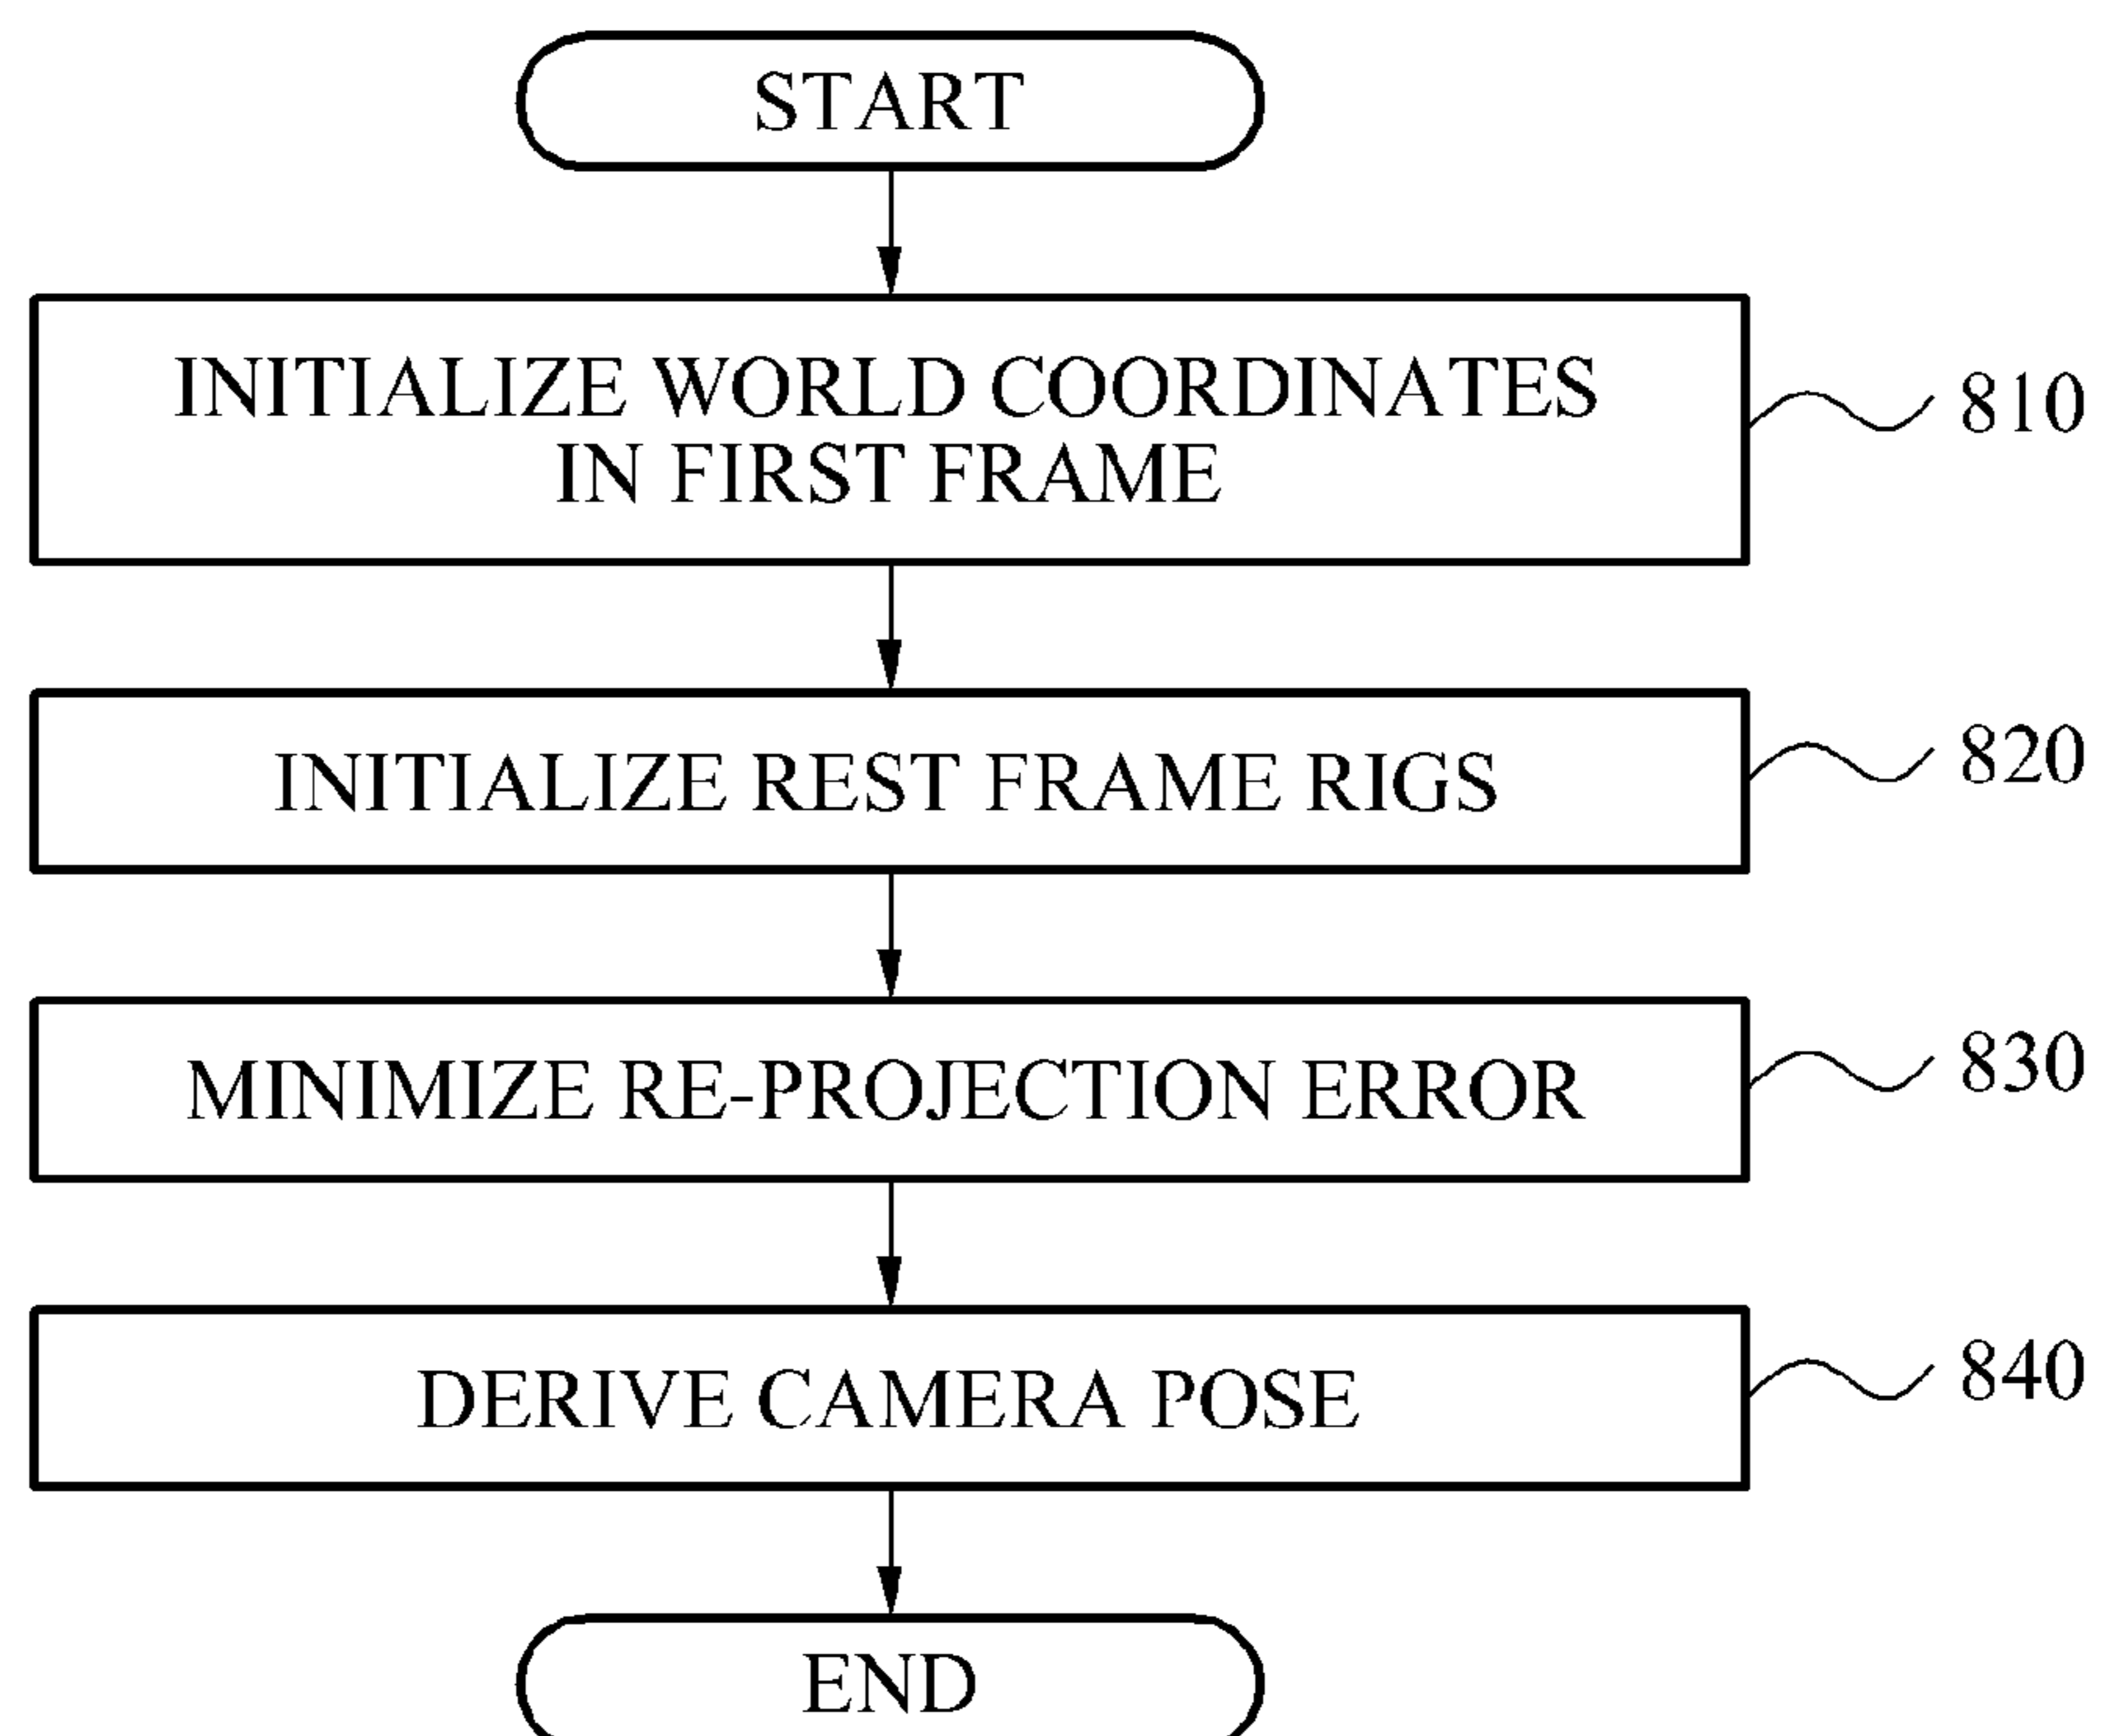 START
INITIALIZE WORLD COORDINATES
IN FIRST FRAME
810
INITIALIZE REST FRAME RIGS
820
MINIMIZE RE-PROJECTION ERROR
830
DERIVE CAMERA POSE
840
END